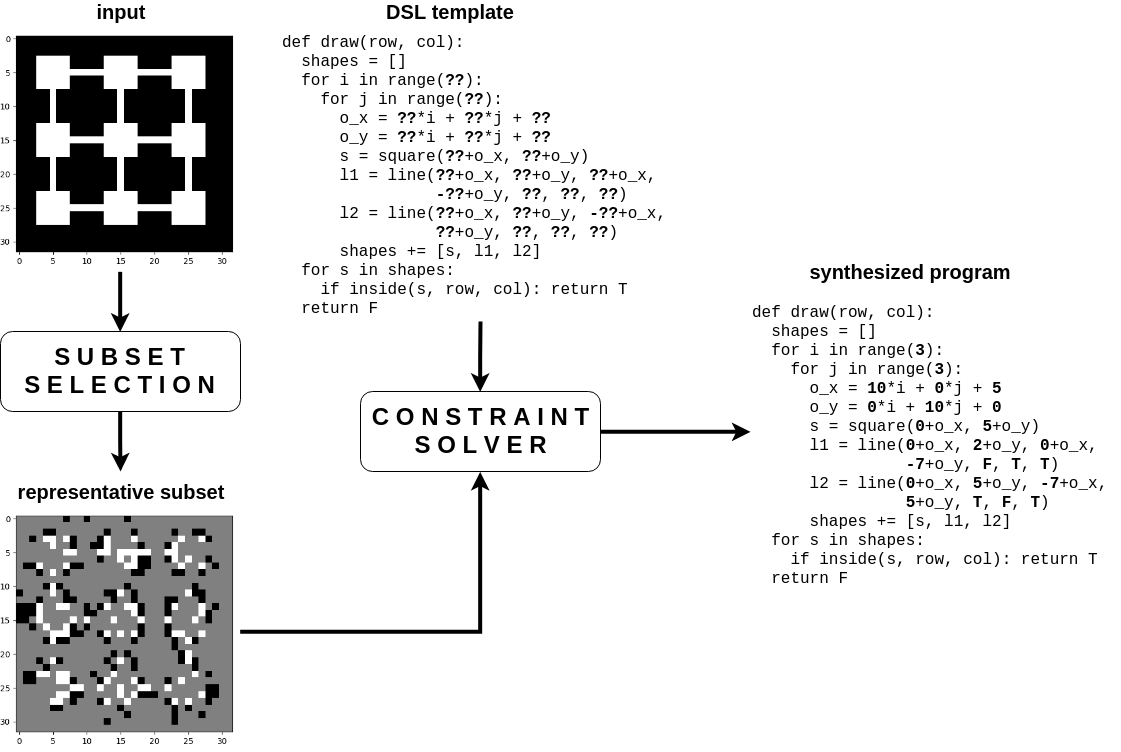 input
0
5
10
15
20
25
30
0 5 10 15 20 25 30
SUBSET
SELECTION
representative subset
0
5
10
15
20
25
30
0 5 10 15 20 25 30
DSL template
def draw(row, col):
  shapes = []
  for i in range(??):
    for j in range(??):
      o_x = ??*i + ??*j + ??
      o_y = ??*i + ??*j + ??
      s = square(??+o_x, ??+o_y)
      l1 = line(??+o_x, ??+o_y, ??+o_x,
                -??+o_y, ??, ??, ??)
      l2 = line(??+o_x, ??+o_y, -??+o_x,
                ??+o_y, ??, ??, ??)
      shapes += [s, l1, l2]
  for s in shapes:
    if inside(s, row, col): return T
  return F
CONSTRAINT
SOLVER
synthesized program
def draw(row, col):
  shapes = []
  for i in range(3):
    for j in range(3):
      o_x = 10*i + 0*j + 5
      o_y = 0*i + 10*j + 0
      s = square(0+o_x, 5+o_y)
      l1 = line(0+o_x, 2+o_y, 0+o_x,
                -7+o_y, F, T, T)
      l2 = line(0+o_x, 5+o_y, -7+o_x,
                5+o_y, T, F, T)
      shapes += [s, l1, l2]
  for s in shapes:
    if inside(s, row, col): return T
  return F